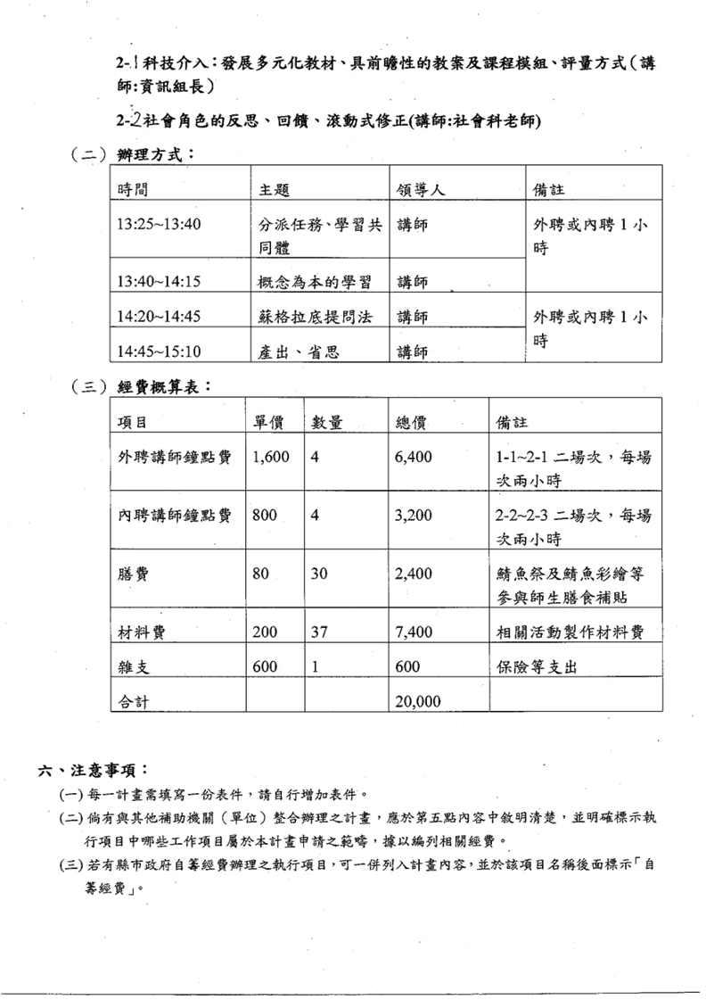 2-1科技介入：發展多元化教材、具前瞻性的教案及課程模組、評量方式（講
師:資訊組長）
2-2社會角色的反思、回饋、滾動式修正(講師:社會科老師)
（二）辦理方式：
時間 主題 領導人 備註
13:25~13:40 分派任務、學習共 講師 外聘或內聘 1 小
同體 時
13:40~14:15 概念為本的學習 講師
14:20~14:45 蘇格拉底提問法 講師 外聘或內聘 1 小
時
14:45~15:10 產出、省思 講師
（三）經費概算表：
項目 單價 數量 總價 備註
外聘講師鐘點費 1,600 4 6,400 1-1~2-1 二場次，每場
次兩小時
內聘講師鐘點費 800 4 3,200 2-2~2-3 二場次，每場
次兩小時
膳費 80 30 2,400 鯖魚祭及鯖魚彩繪等
參與師生膳食補貼
材料費 200 37 7,400 相關活動製作材料費
雜支 600 1 600 保險等支出
合計 20,000
六、注意事項：
(一) 每一計畫需填寫一份表件，請自行增加表件。
(二) 倘有與其他補助機關（單位）整合辦理之計畫，應於第五點內容中敘明清楚，並明確標示執
行項目中哪些工作項目屬於本計畫申請之範疇，據以編列相關經費。
(三) 若有縣市政府自籌經費辦理之執行項目，可一併列入計畫內容，並於該項目名稱後面標示「自
籌經費」。